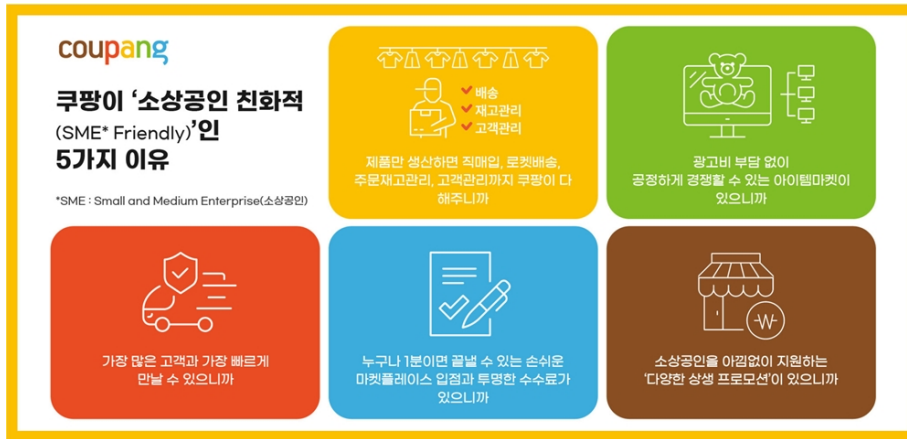 coupang
쿠팡이 ‘소상공인 친화적
(SME* Friendly)’인
5가지 이유
*SME : Small and Medium Enterprise(소상공인)
배송
재고관리
고객관리
제품만 생산하면 직매입, 로켓배송,
주문재고관리, 고객관리까지 쿠팡이 다
해주니까
광고비 부담 없이
공정하게 경쟁할 수 있는 아이템마켓이
있으니까
가장 많은 고객과 가장 빠르게
만날 수 있으니까
누구나 1분이면 끝낼 수 있는 손쉬운
마켓플레이스 입점과 투명한 수수료가
있으니까
소상공인을 아낌없이 지원하는
‘다양한 상생 프로모션’이 있으니까